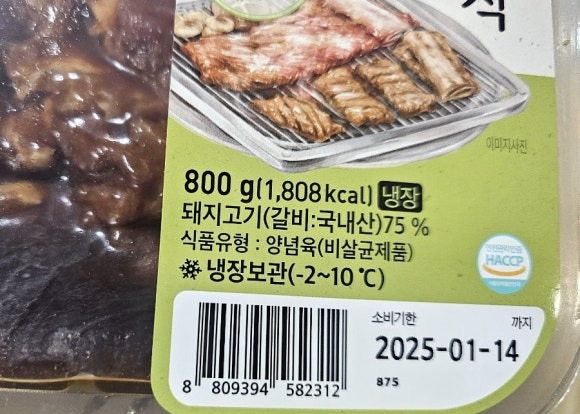 식
이미지사진
800 g(1,808 kcal) 냉장
돼지고기(갈비:국내산)75 %
식품유형 : 양념육(비살균제품)
냉장보관(-2~10 ℃)
HACCP
소비기한 까지
2025-01-14
875
8 809394 582312